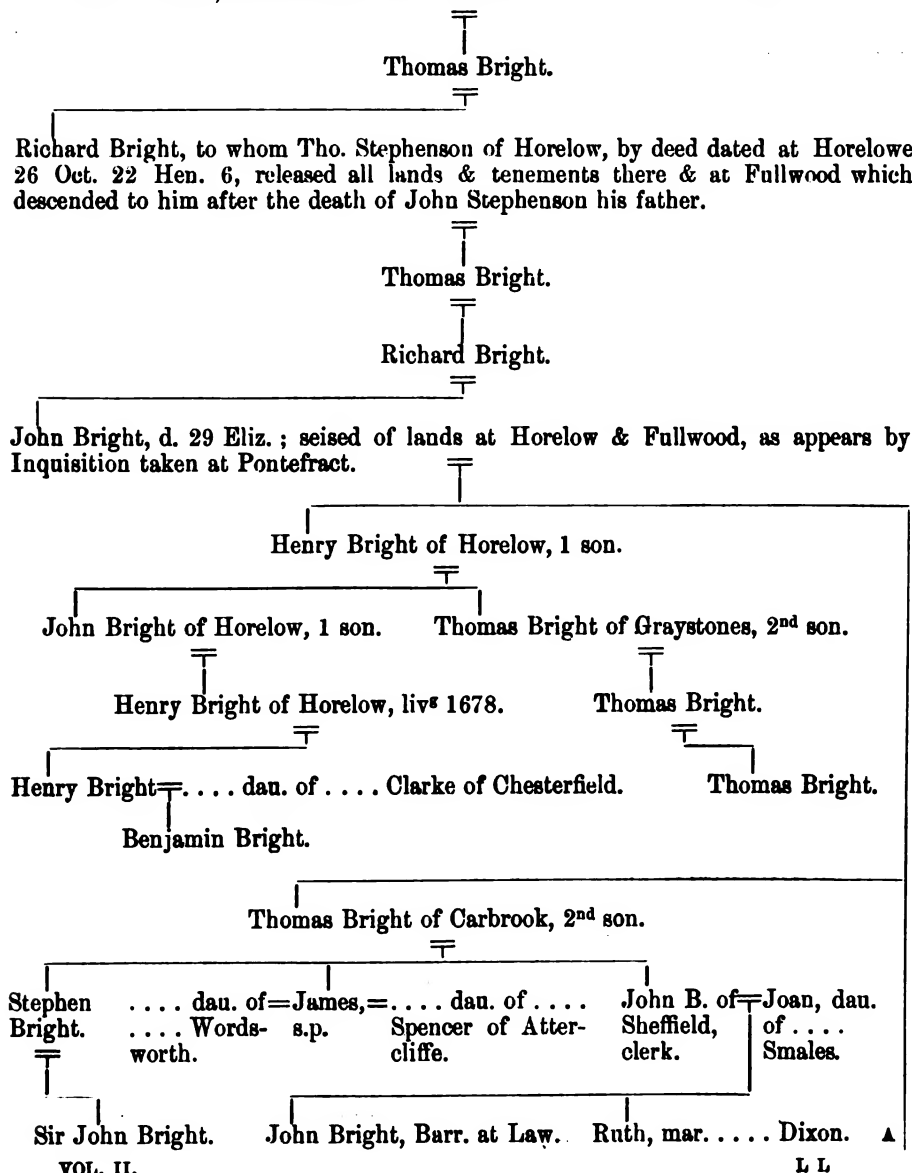 Thomas Bright.
Richard Bright, to whom Tho. Stephenson of Horelow, by deed dated at Horelowe
26 Oct. 22 Hen. 6, released all lands & tenements there & at Fullwood which
descended to him after the death of John Stephenson his father.
Thomas Bright.
Richard Bright.
John Bright, d. 29 Eliz. ; seised of lands at Horelow & Fullwood, as appears by
Inquisition taken at Pontefract.
Henry Bright of Horelow, 1 son.
John Bright of Horelow, 1 son. Thomas Bright of Graystones, 2nd son.
Henry Bright of Horelow, livg 1678. Thomas Bright.
Henry Bright=. . . . dau. of . . . . Clarke of Chesterfield. Thomas Bright.
Benjamin Bright.
Thomas Bright of Carbrook, 2nd son.
Stephen . . . . dau. of=James,=. . . . dau. of . . . . John B. of=Joan, dau.
Bright. . . . . Words- s.p. Spencer of Atter- Sheffield, of . . . .
worth. cliffe. clerk. Smales.
Sir John Bright. John Bright, Barr. at Law. Ruth, mar. . . . . Dixon.
VOL. II. L L